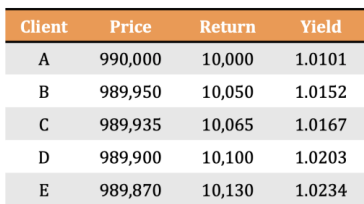 Client Price Return Yield
A 990,000 10,000 1.0101
B 989,950 10,050 1.0152
C 989,935 10,065 1.0167
D 989,900 10,100 1.0203
E 989,870 10,130 1.0234